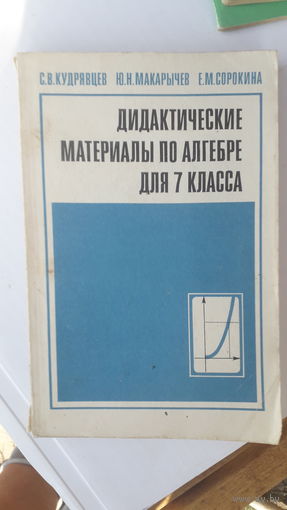 С.В.КУДРЯВЦЕВ Ю.Н.МАКАРЫЧЕВ Е.М.СОРОКИНА
ДИДАКТИЧЕСКИЕ
МАТЕРИАЛЫ ПО АЛГЕБРЕ
ДЛЯ 7 КЛАССА